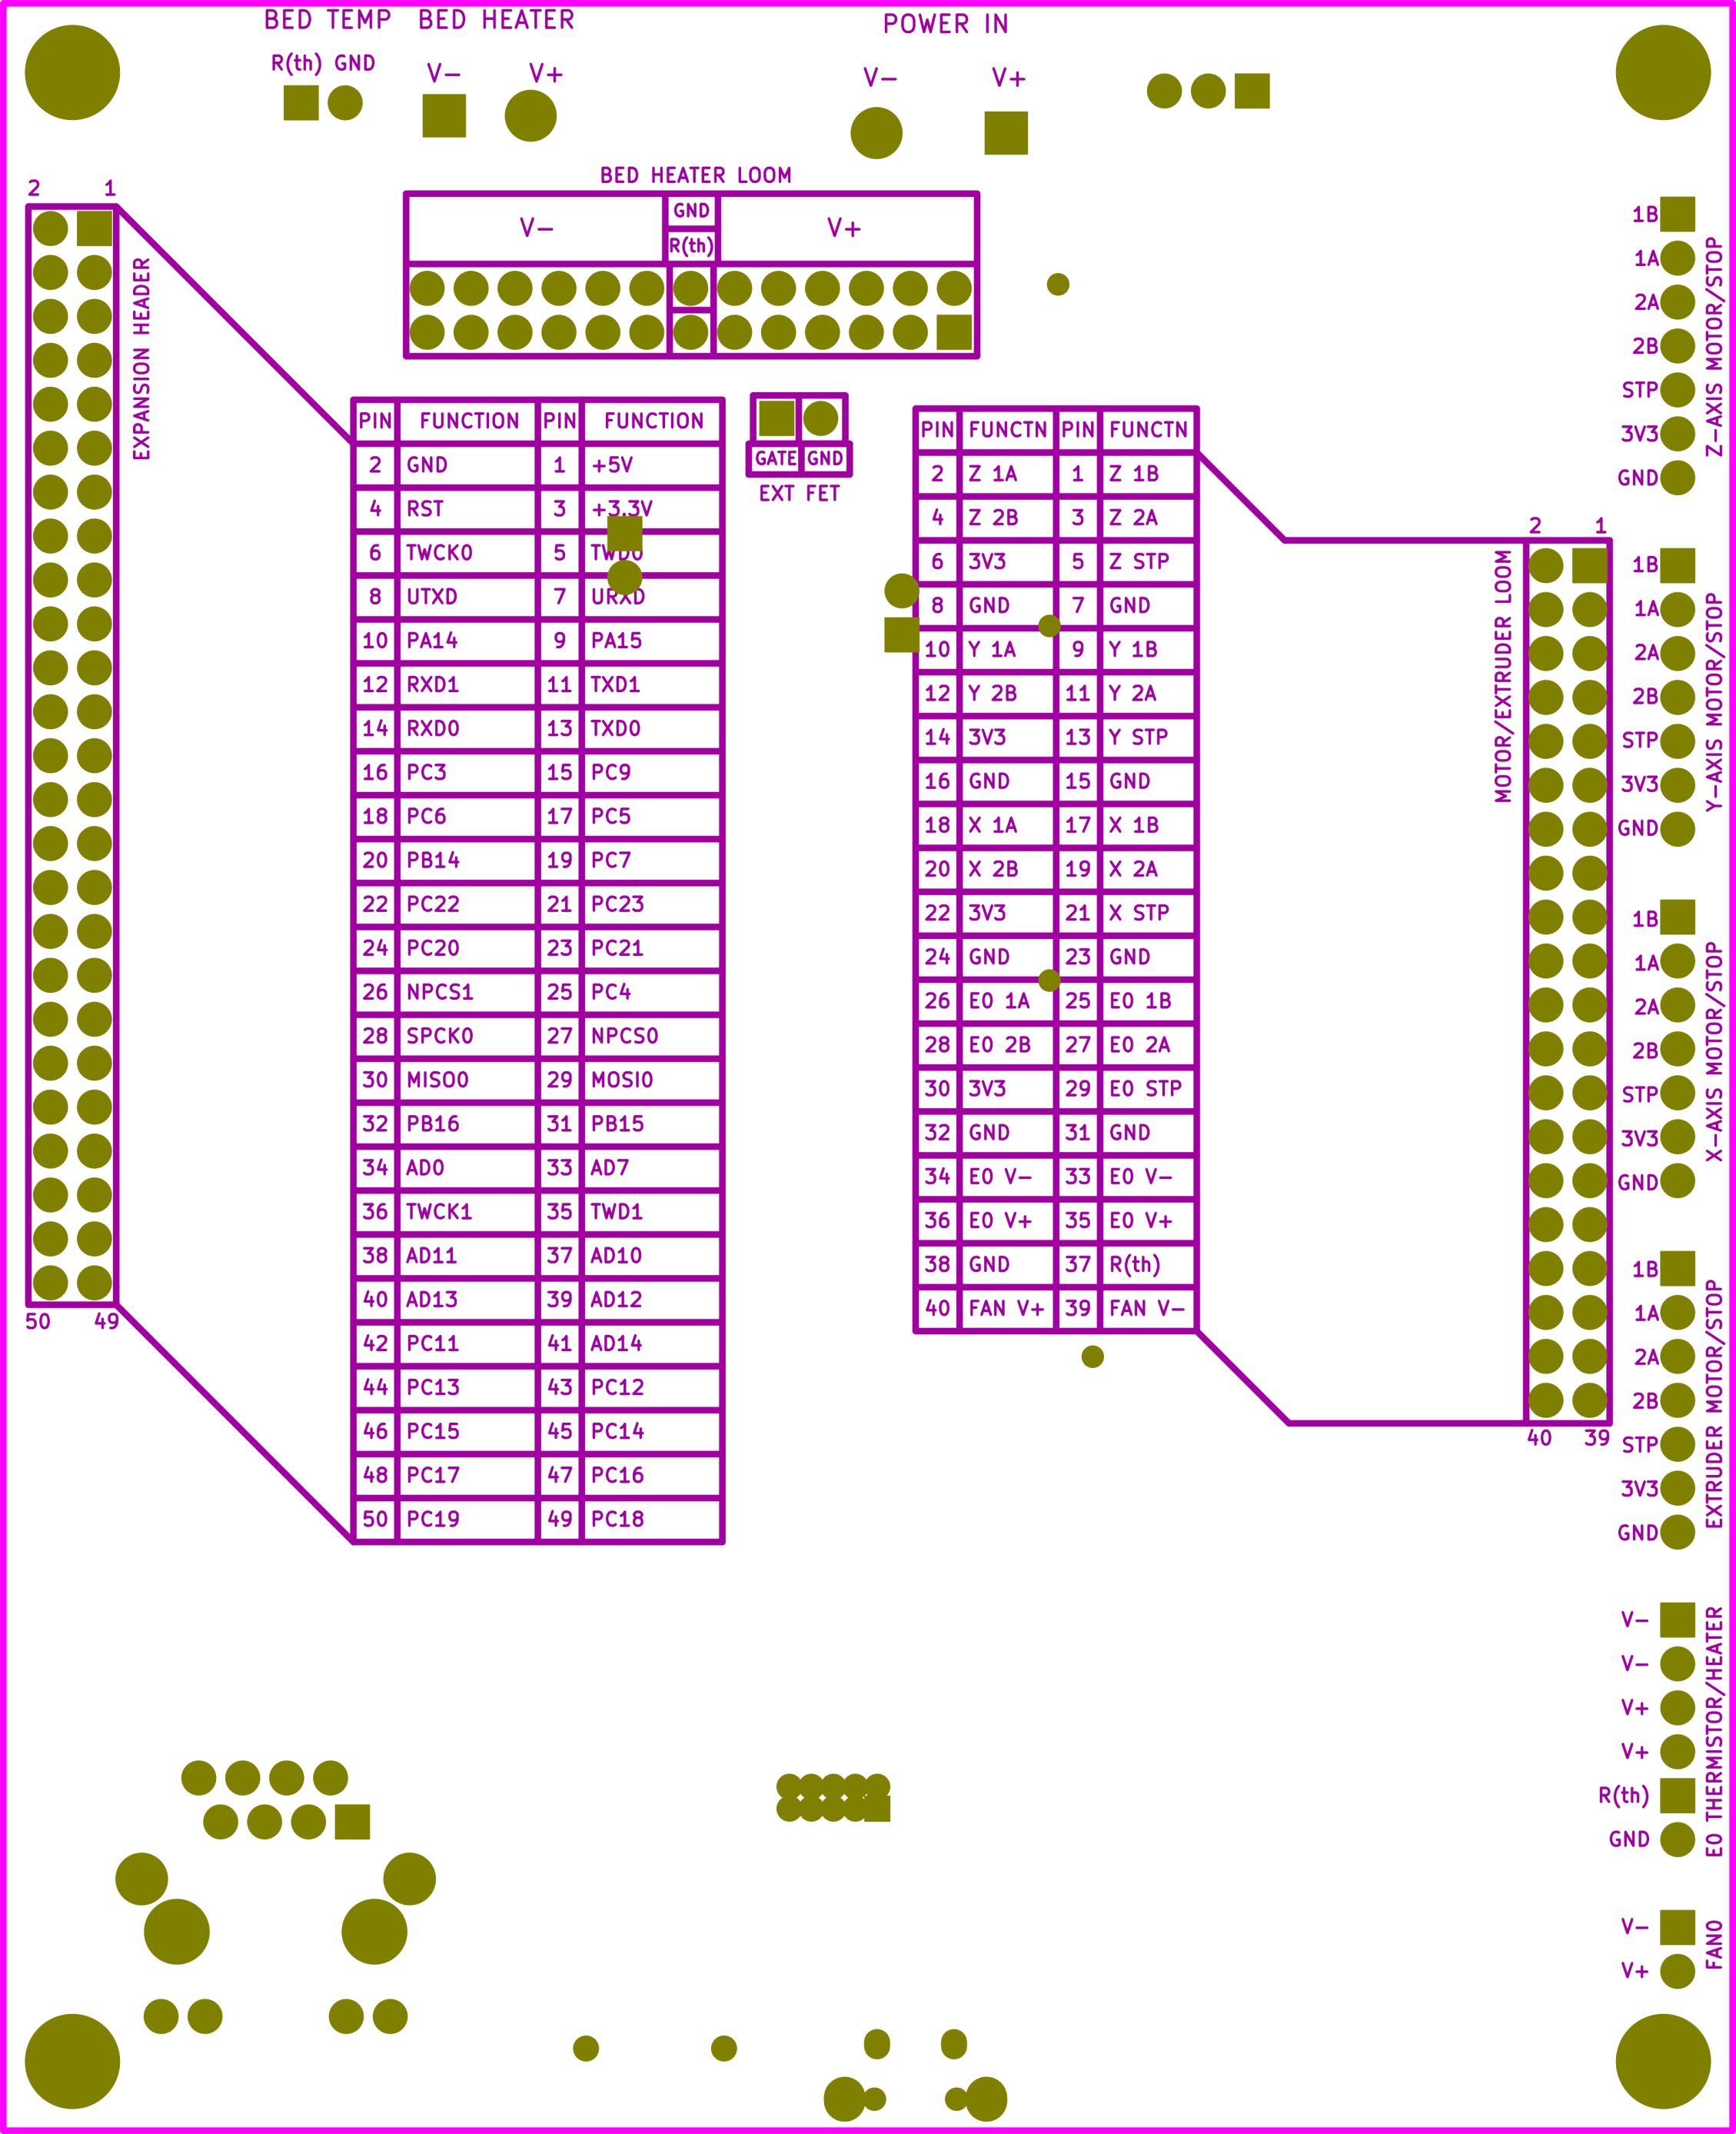 BED TEMP BED HEATER
POWER IN
R(th) GND
V- V+
V- V+
BED HEATER LOOM
V- GND V+
R(th)
2 1
EXPANSION HEADER
50 49
GATE GND
EXT FET
PIN FUNCTION PIN FUNCTION
2 GND 1 +5V
4 RST 3 +3.3V
6 TWCK0 5 TWD0
8 UTXD 7 URXD
10 PA14 9 PA15
12 RXD1 11 TXD1
14 RXD0 13 TXD0
16 PC3 15 PC9
18 PC6 17 PC5
20 PB14 19 PC7
22 PC22 21 PC23
24 PC20 23 PC21
26 NPCS1 25 PC4
28 SPCK0 27 NPCS0
30 MISO0 29 MOSI0
32 PB16 31 PB15
34 AD0 33 AD7
36 TWCK1 35 TWD1
38 AD11 37 AD10
40 AD13 39 AD12
42 PC11 41 AD14
44 PC13 43 PC12
46 PC15 45 PC14
48 PC17 47 PC16
50 PC19 49 PC18
PIN FUNCTN PIN FUNCTN
2 Z 1A 1 Z 1B
4 Z 2B 3 Z 2A
6 3V3 5 Z STP
8 GND 7 GND
10 Y 1A 9 Y 1B
12 Y 2B 11 Y 2A
14 3V3 13 Y STP
16 GND 15 GND
18 X 1A 17 X 1B
20 X 2B 19 X 2A
22 3V3 21 X STP
24 GND 23 GND
26 E0 1A 25 E0 1B
28 E0 2B 27 E0 2A
30 3V3 29 E0 STP
32 GND 31 GND
34 E0 V- 33 E0 V-
36 E0 V+ 35 E0 V+
38 GND 37 R(th)
40 FAN V+ 39 FAN V-
2 1
MOTOR/EXTRUDER LOOM
40 39
1B
1A
2A
2B
STP
3V3
GND
Z-AXIS MOTOR/STOP
1B
1A
2A
2B
STP
3V3
GND
Y-AXIS MOTOR/STOP
1B
1A
2A
2B
STP
3V3
GND
X-AXIS MOTOR/STOP
1B
1A
2A
2B
STP
3V3
GND
EXTRUDER MOTOR/STOP
V-
V-
V+
V+
R(th)
GND
E0 THERMISTOR/HEATER
V-
V+
FAN0